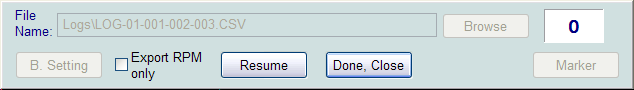 File
Name:
Logs\LOG-01-001-002-003.CSV
Browse
0
B. Setting
Export RPM
only
Resume
Done, Close
Marker